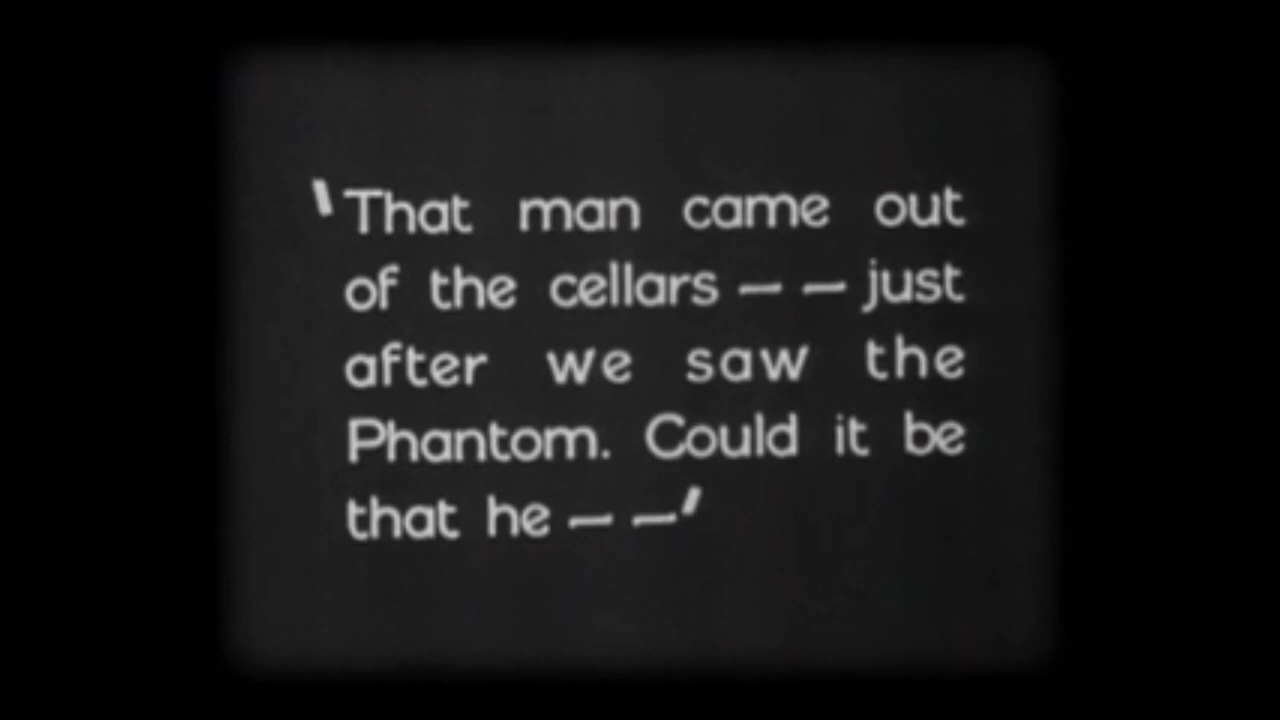 'That man came out
of the cellars — — just
after we saw the
Phantom. Could it be
that he — —'